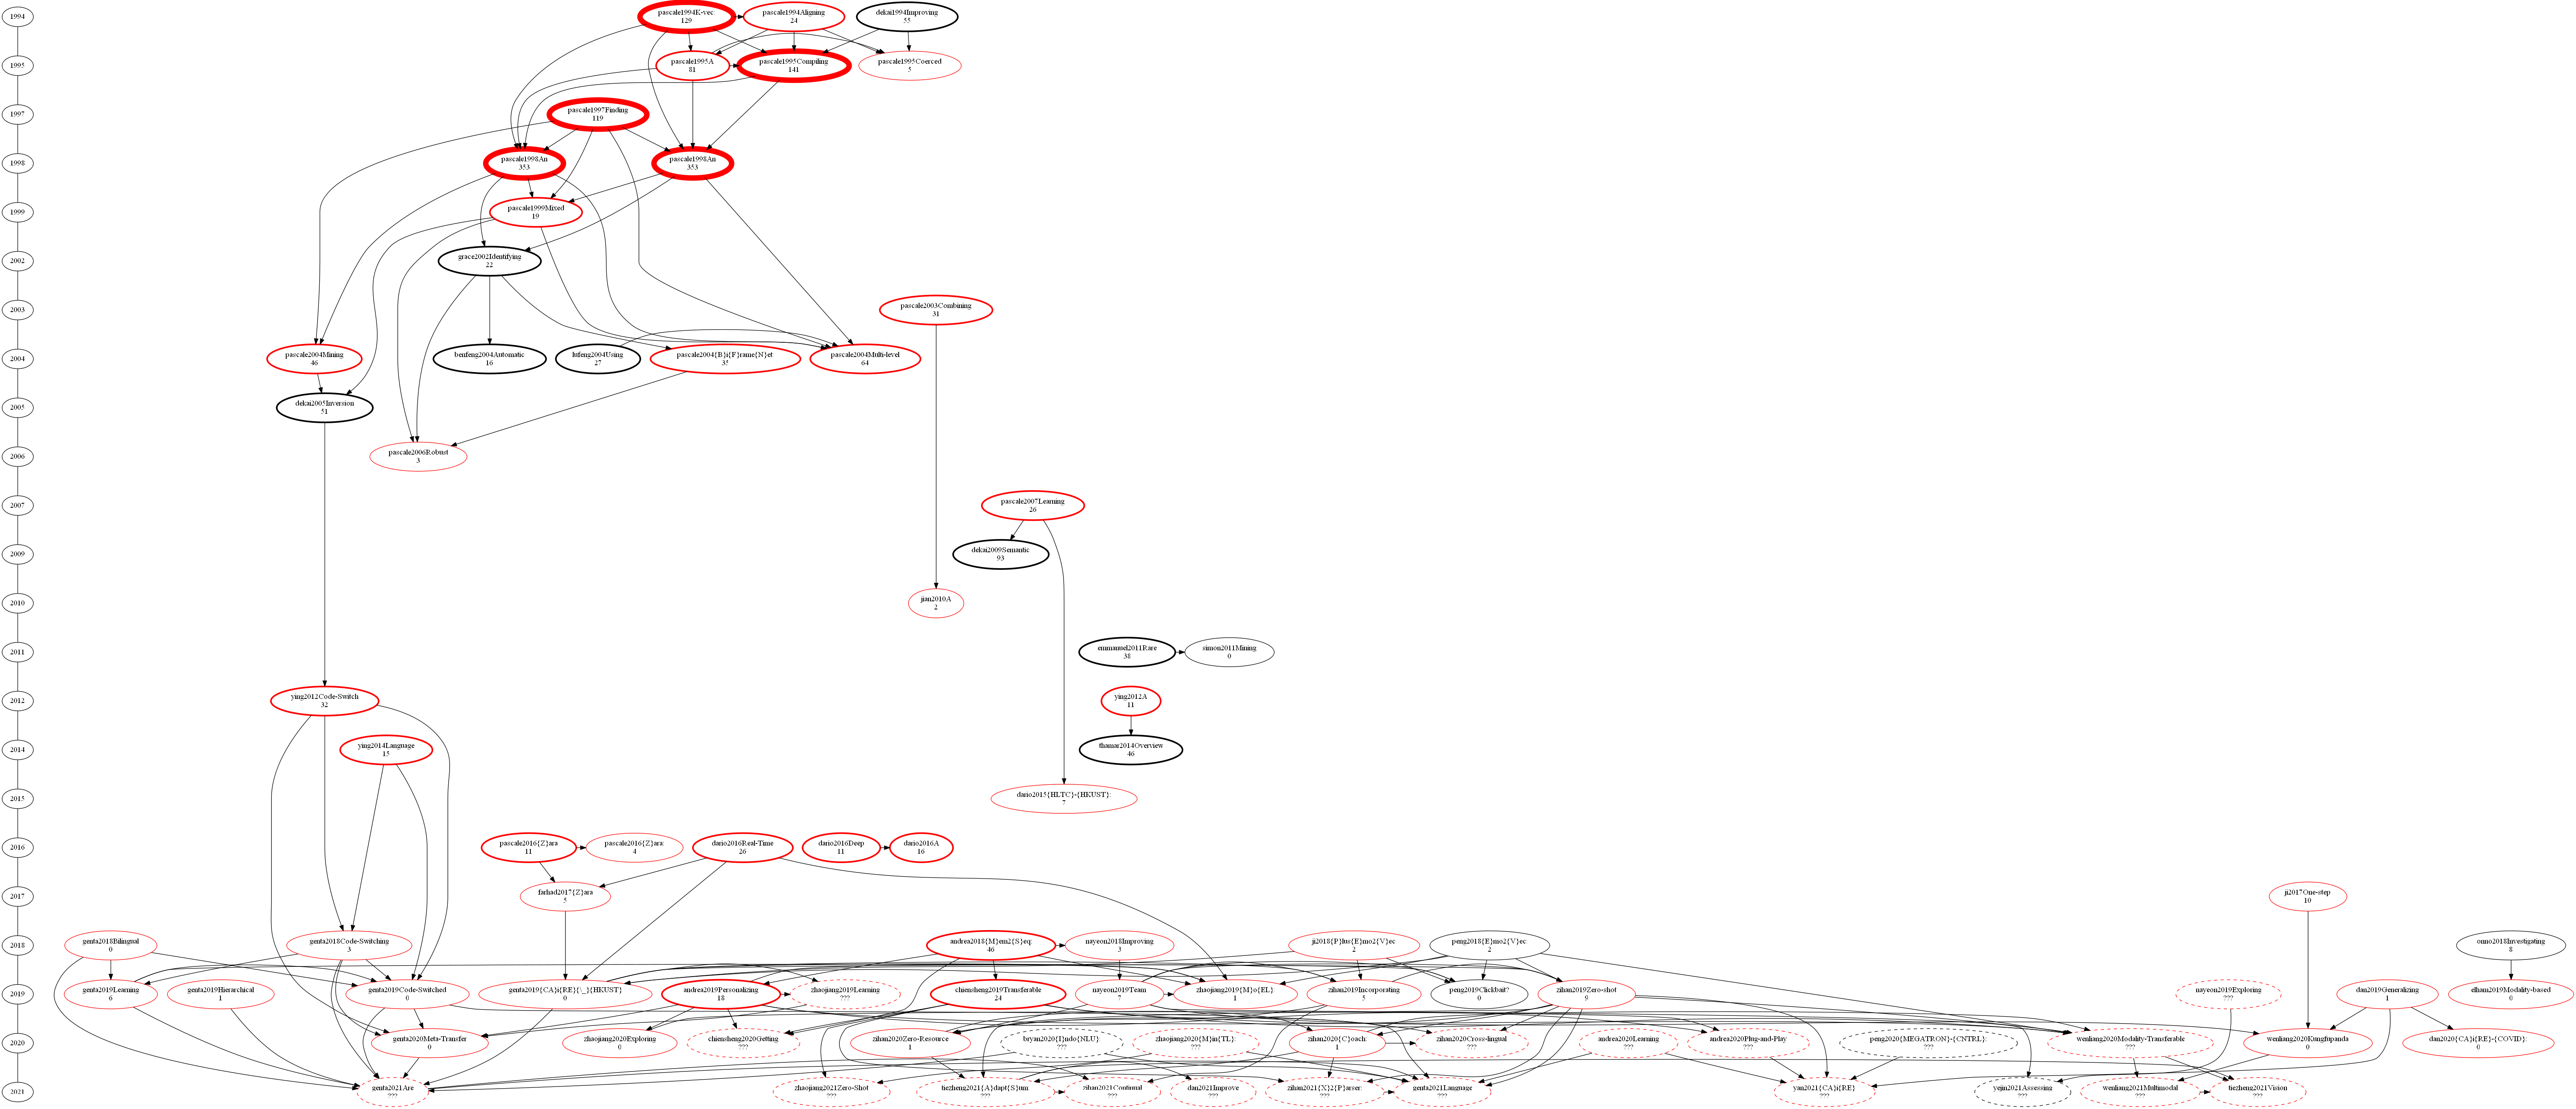 1994
pascale1994K-vec
129
pascale1994Aligning
24
dekai1994Improving
55
1995
pascale1995A
81
pascale1995Compiling
141
pascale1995Coerced
5
1997
pascale1997Finding
119
1998
pascale1998An
353
pascale1998An
353
1999
pascale1999Mixed
19
2002
grace2002Identifying
22
2003
pascale2003Combining
31
2004
pascale2004Mining
46
benfeng2004Automatic
16
lufeng2004Using
27
pascale2004{B}i{F}rame{N}et
35
pascale2004Multi-level
64
2005
dekai2005Inversion
51
2006
pascale2006Robust
3
2007
pascale2007Learning
26
2009
dekai2009Semantic
93
2010
jian2010A
2
2011
emmanuel2011Rare
38
simon2011Mining
0
2012
ying2012Code-Switch
32
ying2012A
11
2014
ying2014Language
15
thamar2014Overview
46
2015
dario2015{HLTC}-{HKUST}:
7
2016
pascale2016{Z}ara
11
pascale2016{Z}ara:
4
dario2016Real-Time
26
dario2016Deep
11
dario2016A
16
2017
farhad2017{Z}ara
5
ji2017One-step
10
2018
genta2018Bilingual
0
genta2018Code-Switching
3
andrea2018{M}em2{S}eq:
46
nayeon2018Improving
3
ji2018{P}lus{E}mo2{V}ec
2
peng2018{E}mo2{V}ec
2
onno2018Investigating
8
2019
genta2019Learning
6
genta2019Hierarchical
1
genta2019Code-Switched
0
genta2019{CA}i{RE}{\_}{HKUST}
0
andrea2019Personalizing
18
zhaojiang2019Learning
???
chiensheng2019Transferable
24
nayeon2019Team
7
zhaojiang2019{M}o{EL}:
1
zihan2019Incorporating
5
peng2019Clickbait?
0
zihan2019Zero-shot
9
nayeon2019Exploring
???
dan2019Generalizing
1
elham2019Modality-based
0
2020
genta2020Meta-Transfer
0
zhaojiang2020Exploring
0
chiensheng2020Getting
???
zihan2020Zero-Resource
1
bryan2020{I}ndo{NLU}:
???
zhaojiang2020{M}in{TL}:
???
zihan2020{C}oach:
1
zihan2020Cross-lingual
???
andrea2020Learning
???
andrea2020Plug-and-Play
???
peng2020{MEGATRON}-{CNTRL}:
???
wenliang2020Modality-Transferable
???
wenliang2020Kungfupanda
0
dan2020{CA}i{RE}-{COVID}:
0
2021
genta2021Are
???
zhaojiang2021Zero-Shot
???
tiezheng2021{A}dapt{S}um:
???
zihan2021Continual
???
dan2021Improve
???
zihan2021{X}2{P}arser:
???
genta2021Language
???
yan2021{CA}i{RE}
???
yejin2021Assessing
???
wenliang2021Multimodal
???
tiezheng2021Vision
???